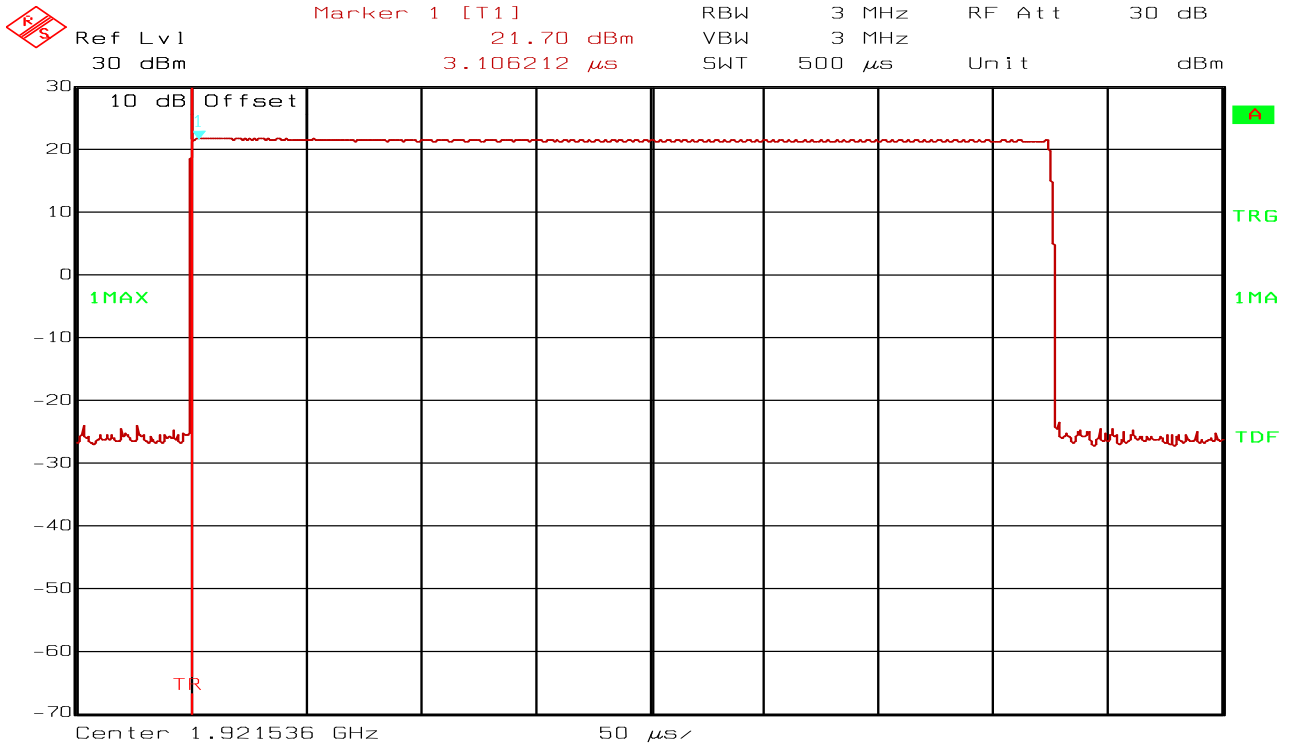 R S
Marker 1 [T1] RBW 3 MHz RF Att 30 dB
Ref Lvl 21.70 dBm VBW 3 MHz
30 dBm 3.106212 µs SWT 500 µs Unit dBm
30
10 dB Offset
A
1
20
10
TRG
0
1MAX
1MA
-10
-20
TDF
-30
-40
-50
-60
TR
-70
Center 1.921536 GHz 50 µs/